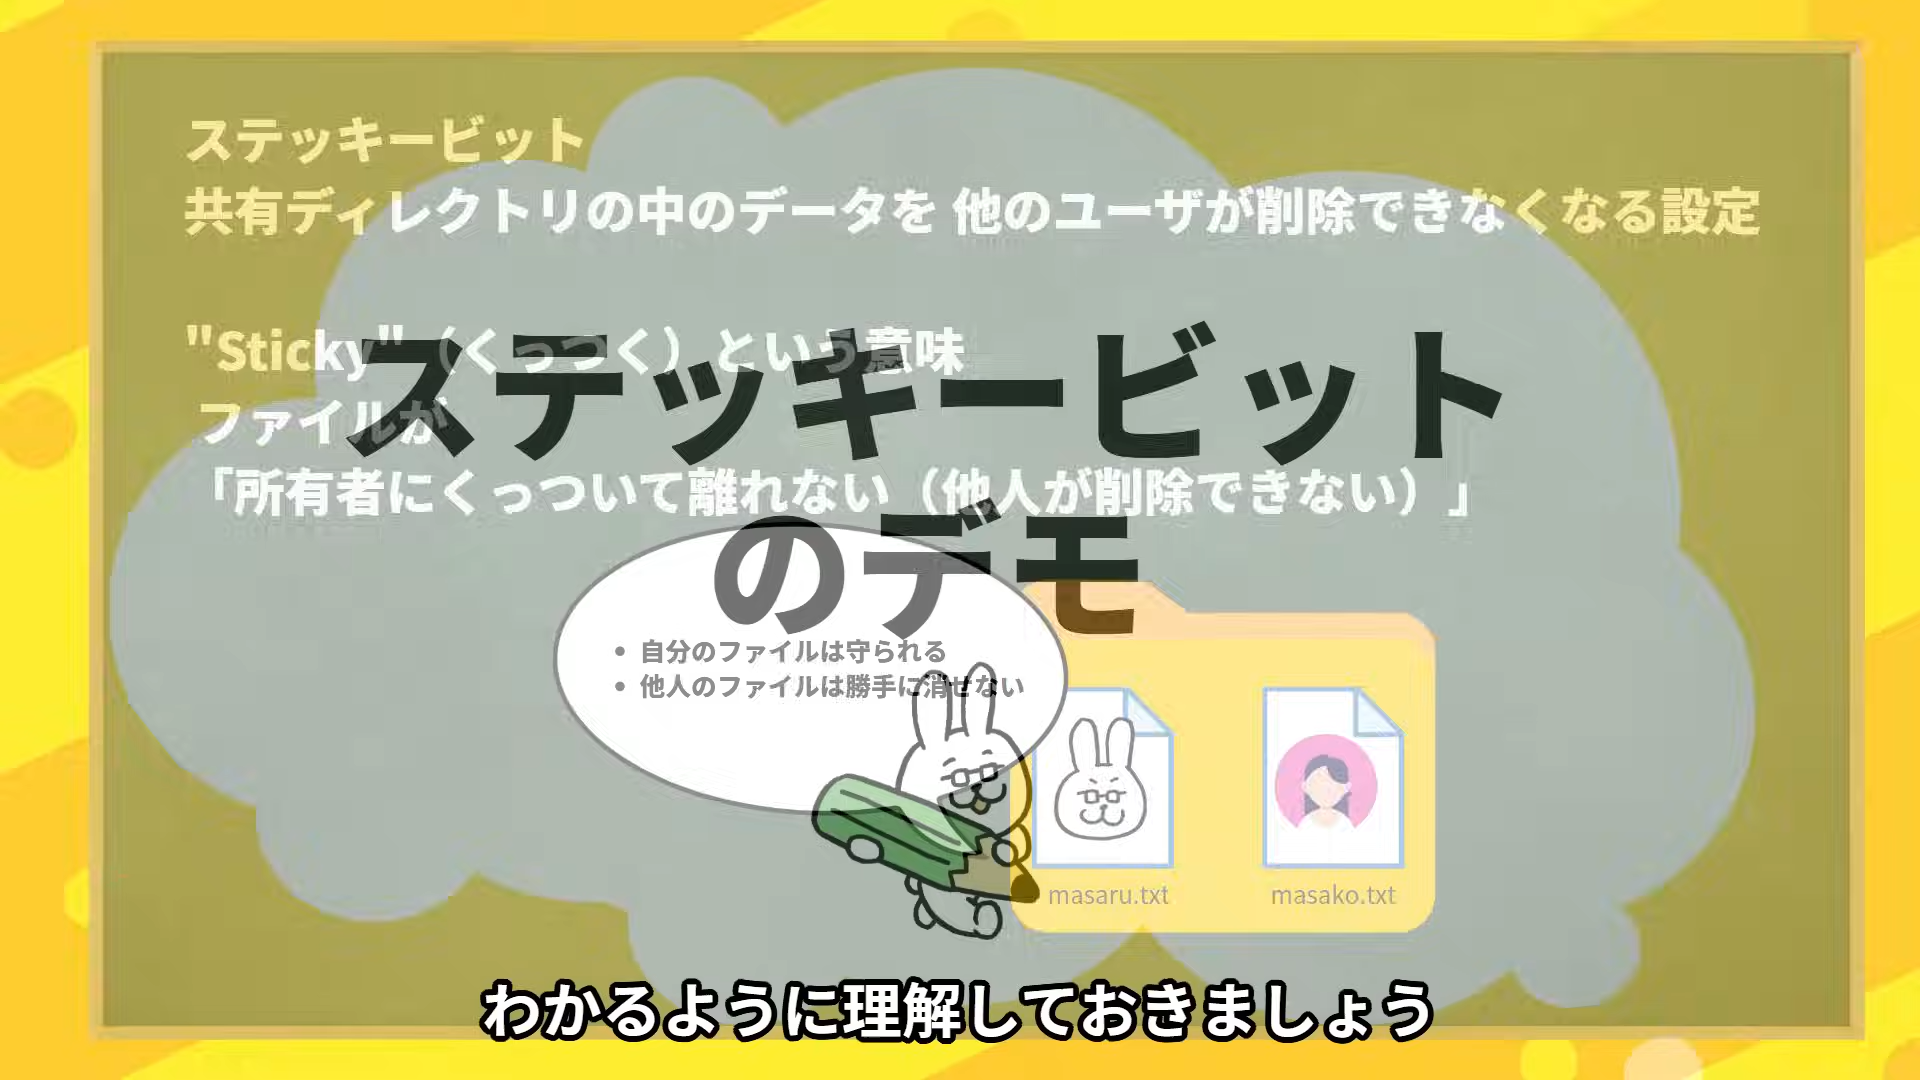 ステッキービット
共有ディレクトリの中のデータを 他のユーザが削除できなくなる設定
"Sticky"（くっつく）という意味
ファイルが
「所有者にくっついて離れない（他人が削除できない）」
ステッキービット
のデモ
• 自分のファイルは守られる
• 他人のファイルは勝手に消せない
masaru.txt
masako.txt
わかるように理解しておきましょう